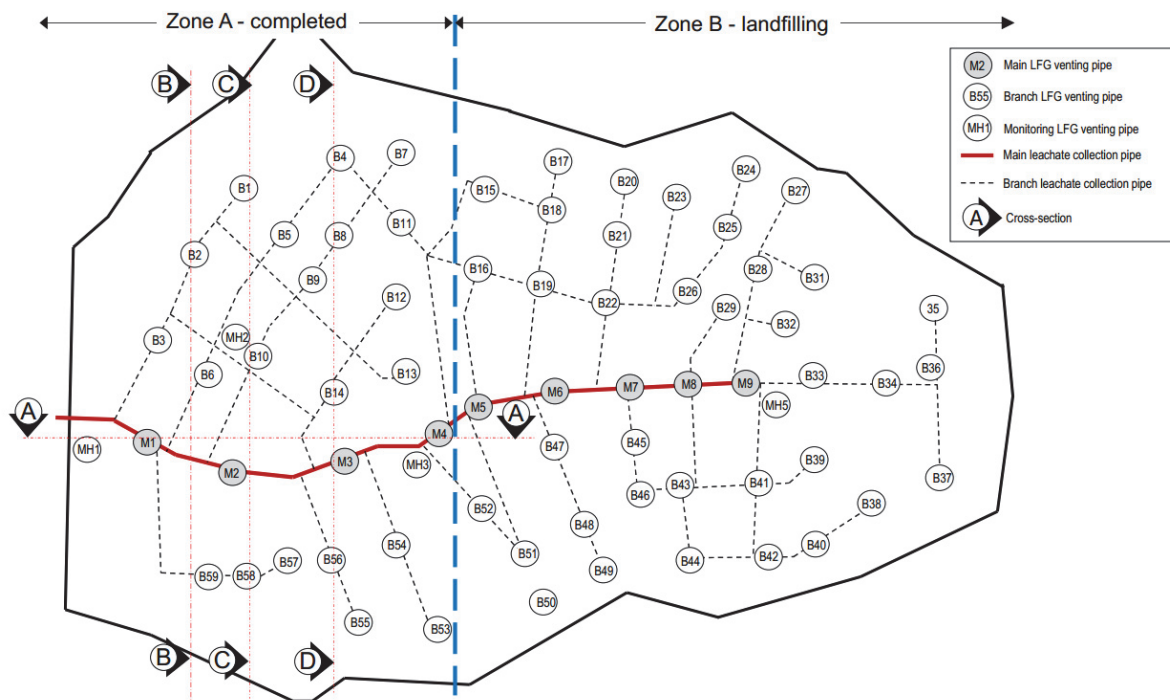 Zone A - completed
Zone B - landfilling
B
C
D
M2 Main LFG venting pipe
B55 Branch LFG venting pipe
MH1 Monitoring LFG venting pipe
Main leachate collection pipe
Branch leachate collection pipe
A Cross-section
B7
B4
B17
B24
B20
B1
B15
B27
B23
B18
B11
B25
B5
B8
B21
B2
B16
B28
B9
B31
B19
B26
B12
B22
B29
35
B32
MH2
B3
B10
B36
B13
B6
B33
B34
M9
M8
M7
M6
B14
MH5
M5
A
A
M4
M1
B45
B47
MH1
M3
MH3
B39
M2
B37
B43
B41
B46
B38
B52
B48
B54
B40
B51
B42
B56
B44
B57
B49
B59
B58
B50
B55
B53
B
C
D